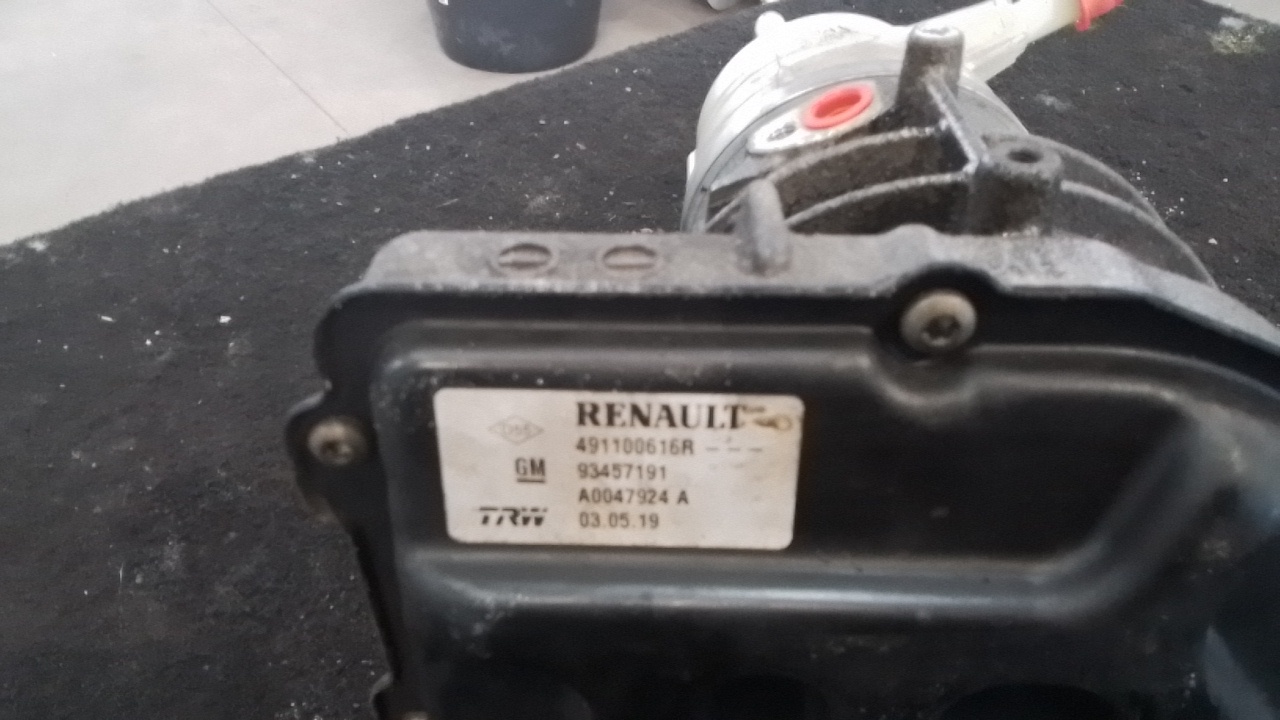 RENAULT
491100616R ---
GM 93457191
A0047924 A
TRW 03.05.19